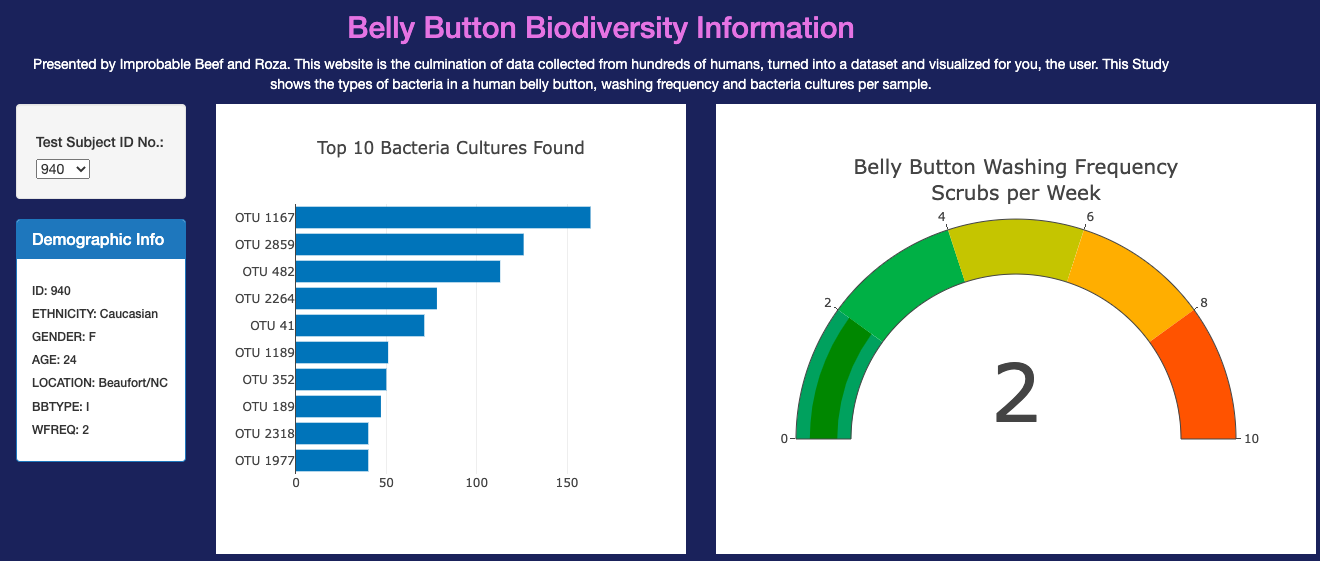 Belly Button Biodiversity Information
Presented by Improbable Beef and Roza. This website is the culmination of data collected from hundreds of humans, turned into a dataset and visualized for you, the user. This Study
shows the types of bacteria in a human belly button, washing frequency and bacteria cultures per sample.
Test Subject ID No.:
940
Demographic Info
ID: 940
ETHNICITY: Caucasian
GENDER: F
AGE: 24
LOCATION: Beaufort/NC
BBTYPE: I
WFREQ: 2
Top 10 Bacteria Cultures Found
OTU 1167
OTU 2859
OTU 482
OTU 2264
OTU 41
OTU 1189
OTU 352
OTU 189
OTU 2318
OTU 1977
0 50 100 150
Belly Button Washing Frequency
Scrubs per Week
4 6
2 8
2
0 10